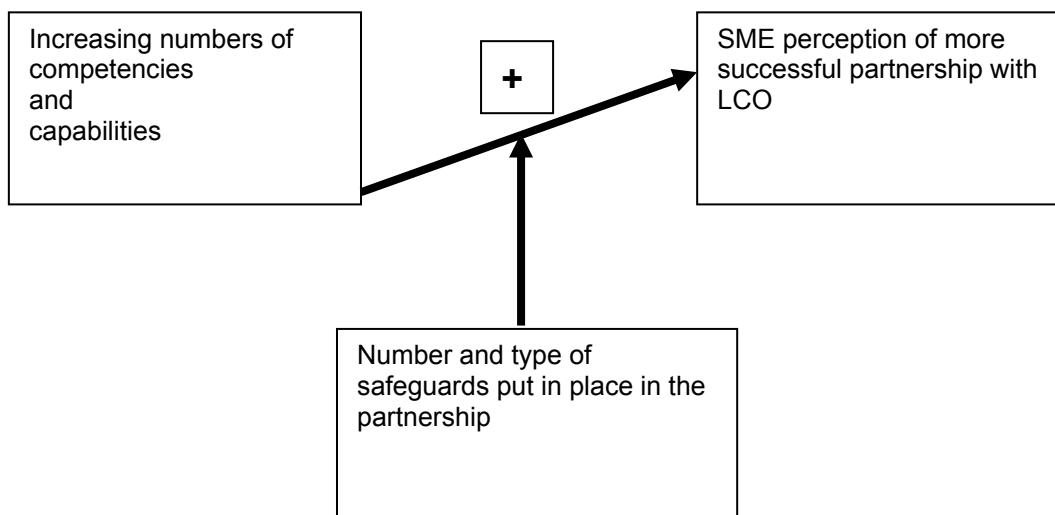 Increasing numbers of
competencies
and
capabilities
+
SME perception of more
successful partnership with
LCO
Number and type of
safeguards put in place in the
partnership